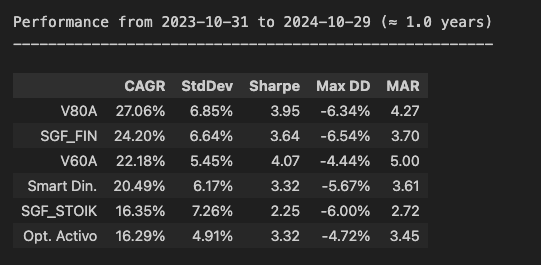 Performance from 2023-10-31 to 2024-10-29 (≈ 1.0 years)
CAGR StdDev Sharpe Max DD MAR
V80A 27.06% 6.85% 3.95 -6.34% 4.27
SGF_FIN 24.20% 6.64% 3.64 -6.54% 3.70
V60A 22.18% 5.45% 4.07 -4.44% 5.00
Smart Din. 20.49% 6.17% 3.32 -5.67% 3.61
SGF_STOIK 16.35% 7.26% 2.25 -6.00% 2.72
Opt. Activo 16.29% 4.91% 3.32 -4.72% 3.45